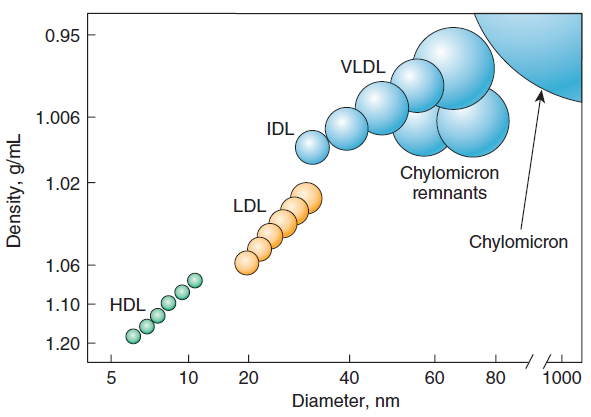 0.95
VLDL
1.006
IDL
Chylomicron
remnants
1.02
LDL
Chylomicron
Density, g/mL
1.06
1.10
HDL
1.20
5 10 20 40 60 80 1000
Diameter, nm